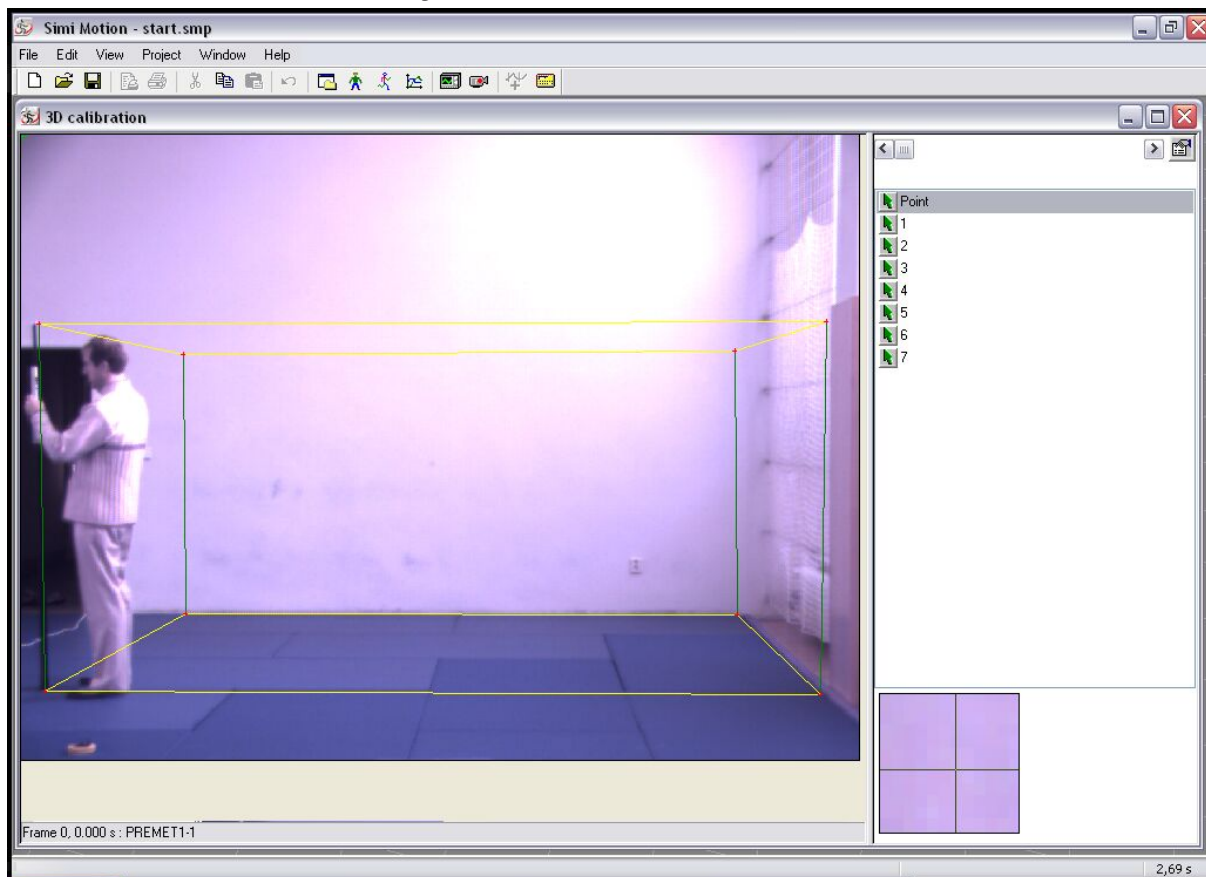 Simi Motion - start.smp
File Edit View Project Window Help
3D calibration
Point
1
2
3
4
5
6
7
Frame 0, 0.000 s : PREMET1-1
2,69 s